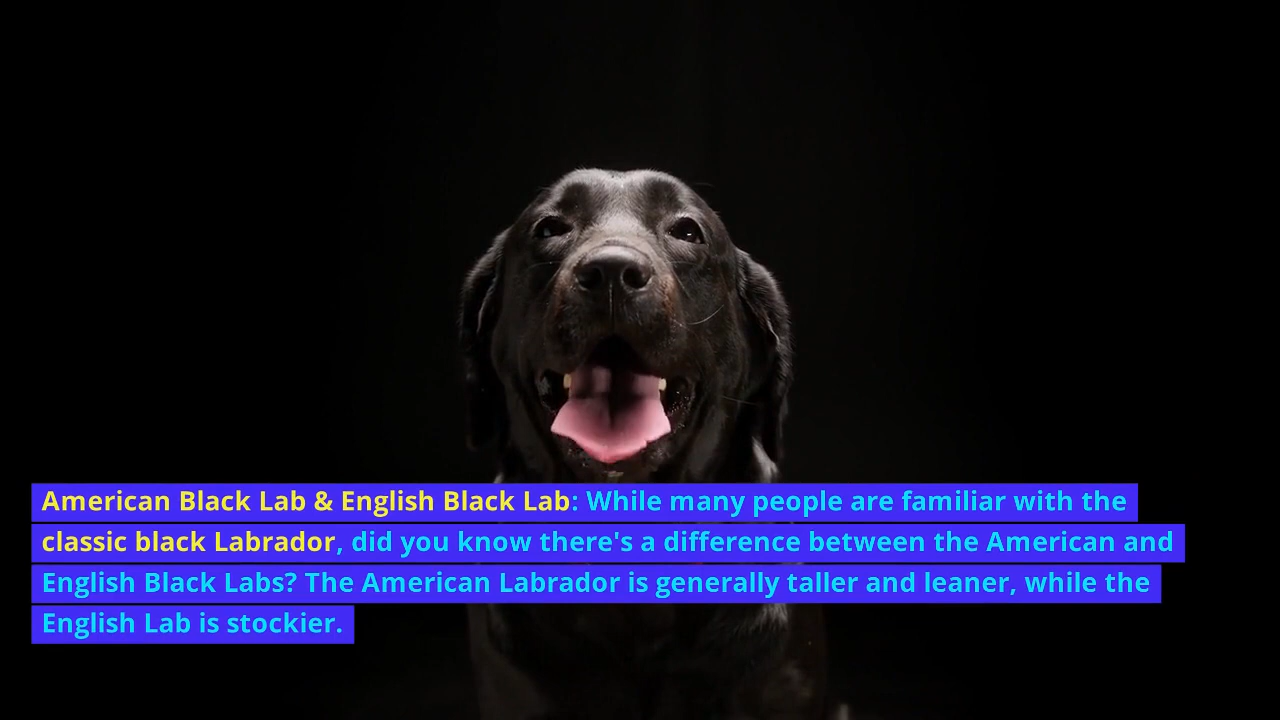 American Black Lab & English Black Lab: While many people are familiar with the
classic black Labrador, did you know there's a difference between the American and
English Black Labs? The American Labrador is generally taller and leaner, while the
English Lab is stockier.